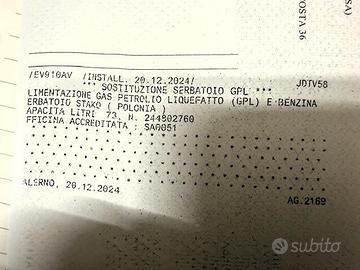 POSTA 36
/EV910AV /INSTALL. 20.12.2024/ JDTV58
*** SOSTITUZIONE SERBATOIO GPL ***
LIMENTAZIONE GAS PETROLIO LIQUEFATTO (GPL) E BENZINA
ERBATOIO STAKO ( POLONIA )
APACITA LITRI 73, N. 244802760
FFICINA ACCREDITATA : SA0051
ALERNO, 20.12.2024
AG.2169
subito